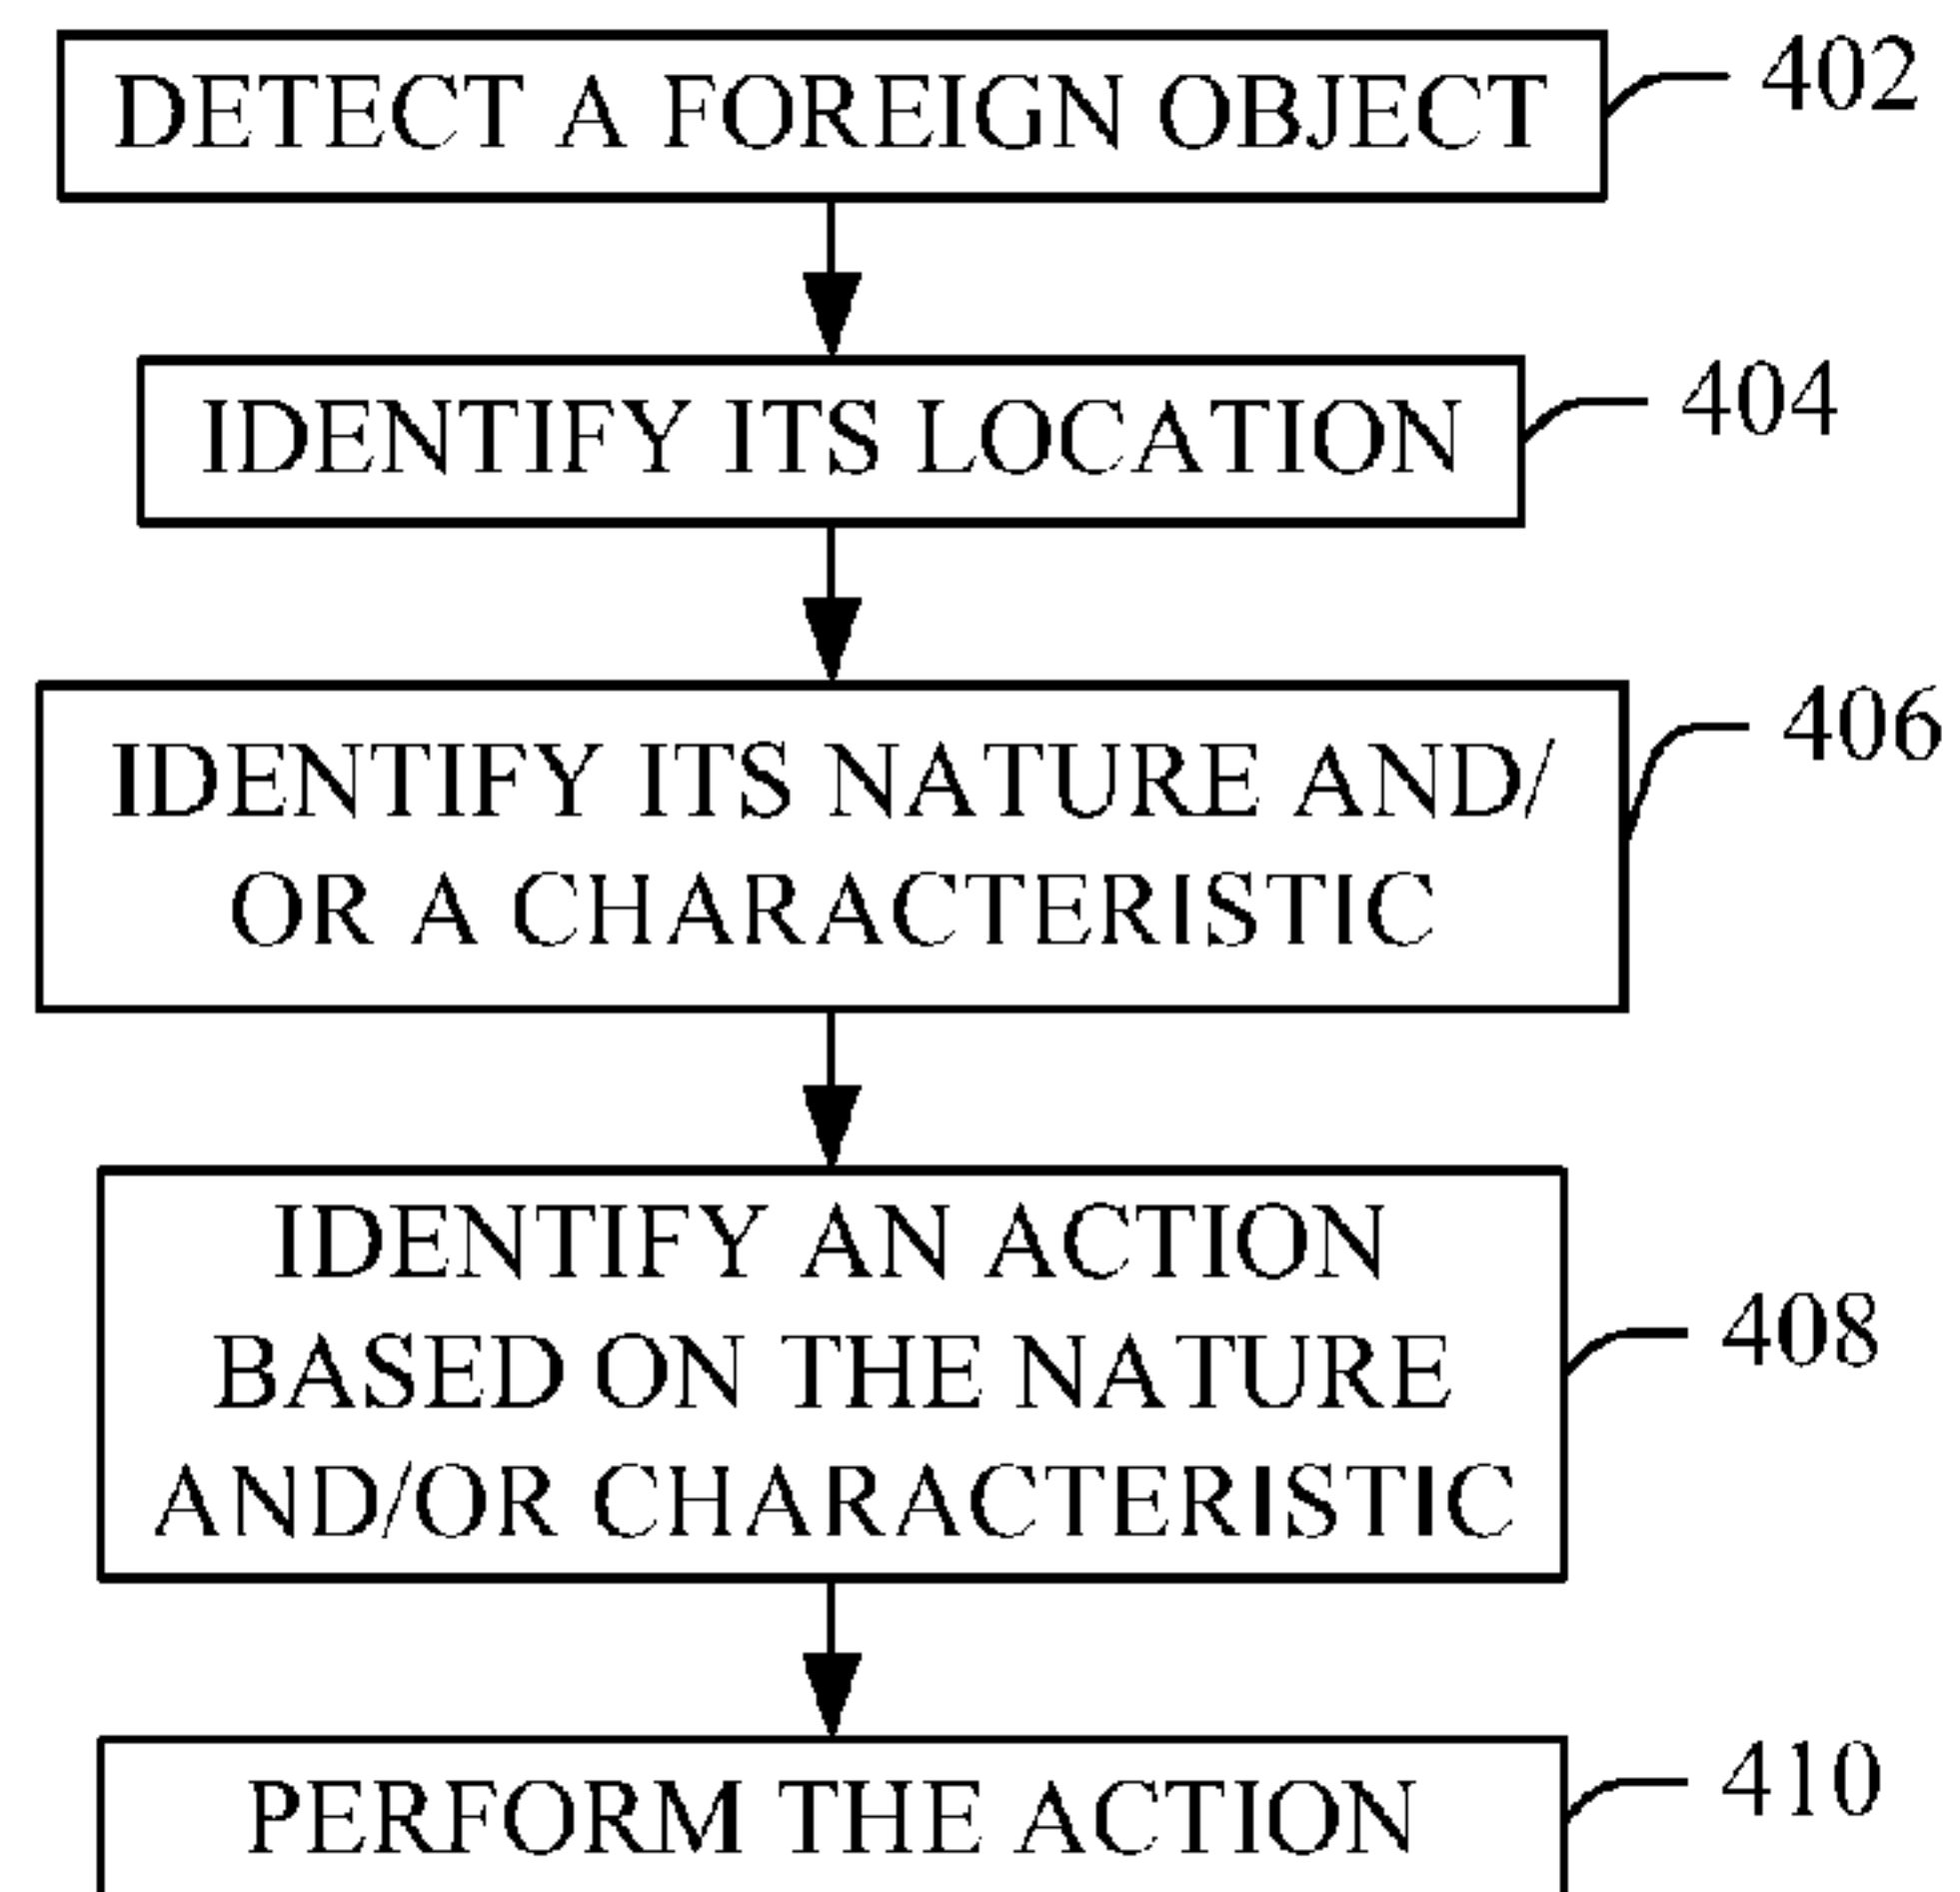 DETECT A FOREIGN OBJECT
402
IDENTIFY ITS LOCATION
404
IDENTIFY ITS NATURE AND/
OR A CHARACTERISTIC
406
IDENTIFY AN ACTION
BASED ON THE NATURE
AND/OR CHARACTERISTIC
408
PERFORM THE ACTION
410